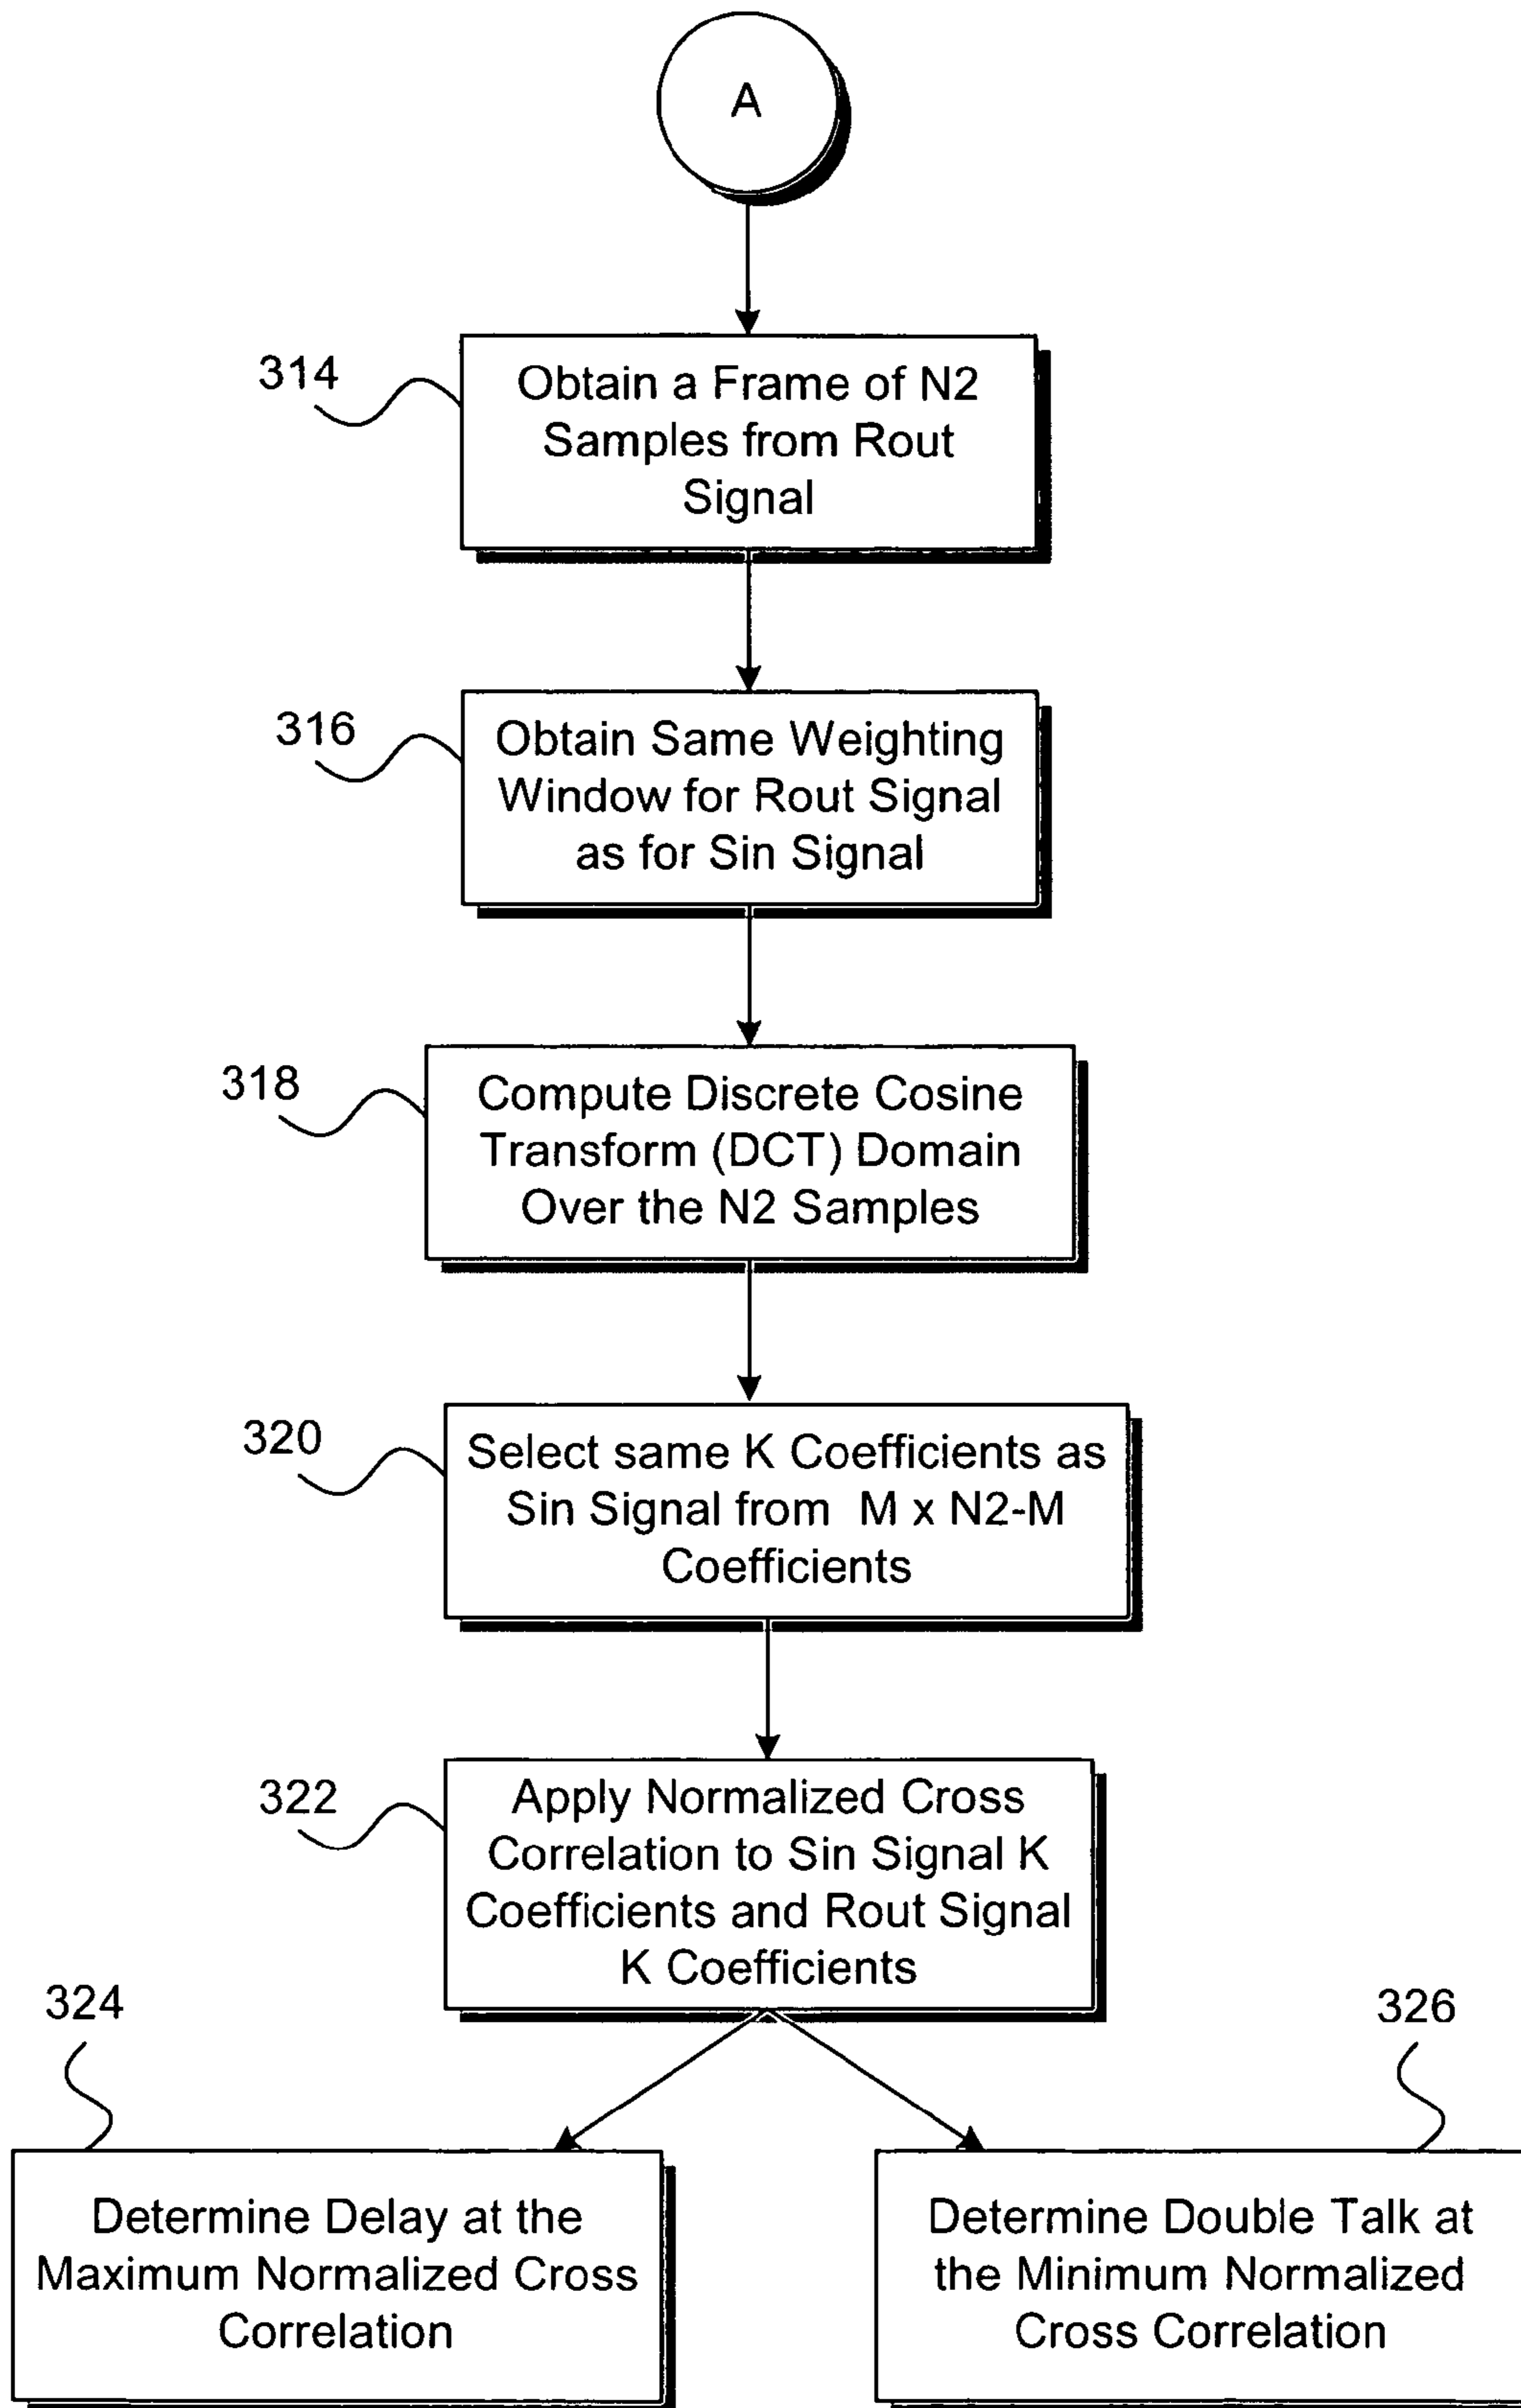 A
314
Obtain a Frame of N2
Samples from Rout
Signal
316
Obtain Same Weighting
Window for Rout Signal
as for Sin Signal
318
Compute Discrete Cosine
Transform (DCT) Domain
Over the N2 Samples
320
Select same K Coefficients as
Sin Signal from M x N2-M
Coefficients
322
Apply Normalized Cross
Correlation to Sin Signal K
Coefficients and Rout Signal
K Coefficients
324
Determine Delay at the
Maximum Normalized Cross
Correlation
326
Determine Double Talk at
the Minimum Normalized
Cross Correlation